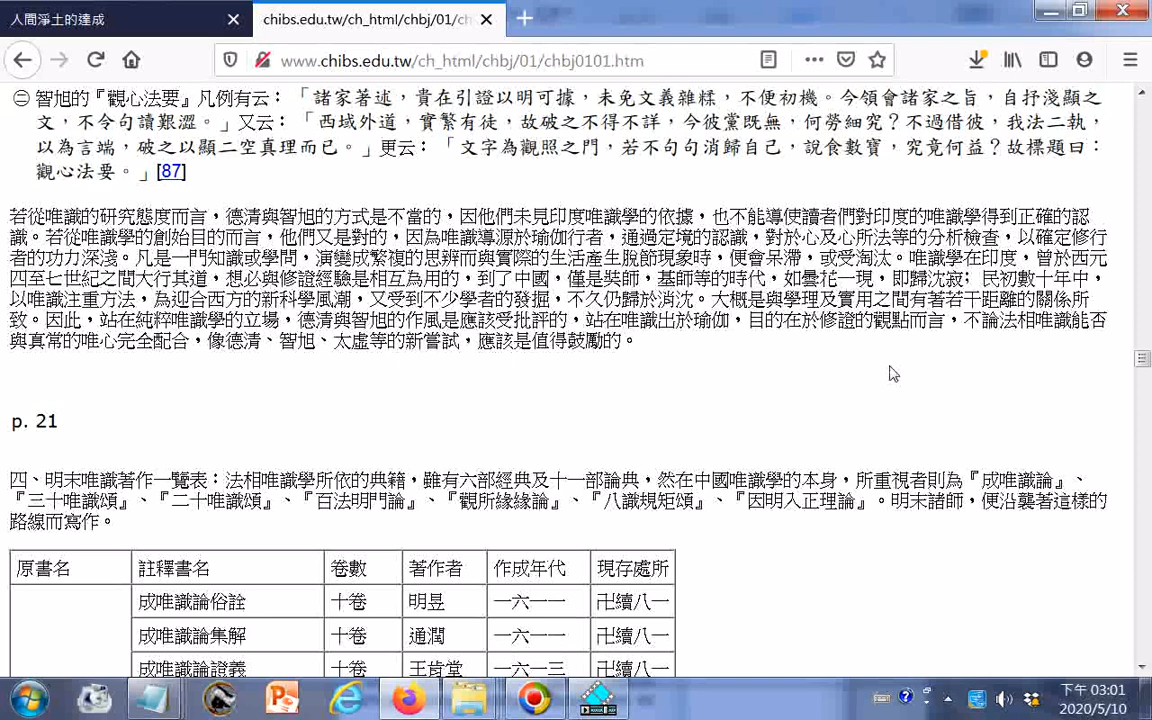 人間淨土的達成
chibs.edu.tw/ch_html/chbj/01/ch
www.chibs.edu.tw/ch_html/chbj/01/chbj0101.htm
㊁ 智旭的『觀心法要』凡例有云：「諸家著述，貴在引證以明可據，未免文義雜糅，不便初機。今領會諸家之旨，自抒淺顯之
文，不令句讀艱澀。」又云：「西域外道，實繁有徒，故破之不得不詳，今彼黨既無，何勞細究？不過借彼，我法二執，
以為言端，破之以顯二空真理而已。」更云：「文字為觀照之門，若不句句消歸自己，說食數寶，究竟何益？故標題曰：
觀心法要。」[87]
若從唯識的研究態度而言，德清與智旭的方式是不當的，因他們未見印度唯識學的依據，也不能導使讀者們對印度的唯識學得到正確的認
識。若從唯識學的創始目的而言，他們又是對的，因為唯識導源於瑜伽行者，通過定境的認識，對於心及心所法等的分析檢查，以確定修行
者的功力深淺。凡是一門知識或學問，演變成繁複的思辨而與實際的生活產生脫節現象時，便會呆滯，或受淘汰。唯識學在印度，曾於西元
四至七世紀之間大行其道，想必與修證經驗是相互為用的，到了中國，僅是奘師，基師等的時代，如曇花一現，即歸沈寂；民初數十年中，
以唯識注重方法，為迎合西方的新科學風潮，又受到不少學者的發掘，不久仍歸於消沈。大概是與學理及實用之間有著若干距離的關係所
致。因此，站在純粹唯識學的立場，德清與智旭的作風是應該受批評的，站在唯識出於瑜伽，目的在於修證的觀點而言，不論法相唯識能否
與真常的唯心完全配合，像德清、智旭、太虛等的新嘗試，應該是值得鼓勵的。
p. 21
四、明末唯識著作一覽表：法相唯識學所依的典籍，雖有六部經典及十一部論典，然在中國唯識學的本身，所重視者則為『成唯識論』、
『三十唯識頌』、『二十唯識頌』、『百法明門論』、『觀所緣緣論』、『八識規矩頌』、『因明入正理論』。明末諸師，便沿襲著這樣的
路線而寫作。
原書名 註釋書名 卷數 著作者 作成年代 現存處所
成唯識論俗詮 十卷 明昱 一六一一 卍續八一
成唯識論集解 十卷 通潤 一六一一 卍續八一
成唯識論證義 十卷 王肯堂 一六一三 卍續八一
下午 03:01
2020/5/10